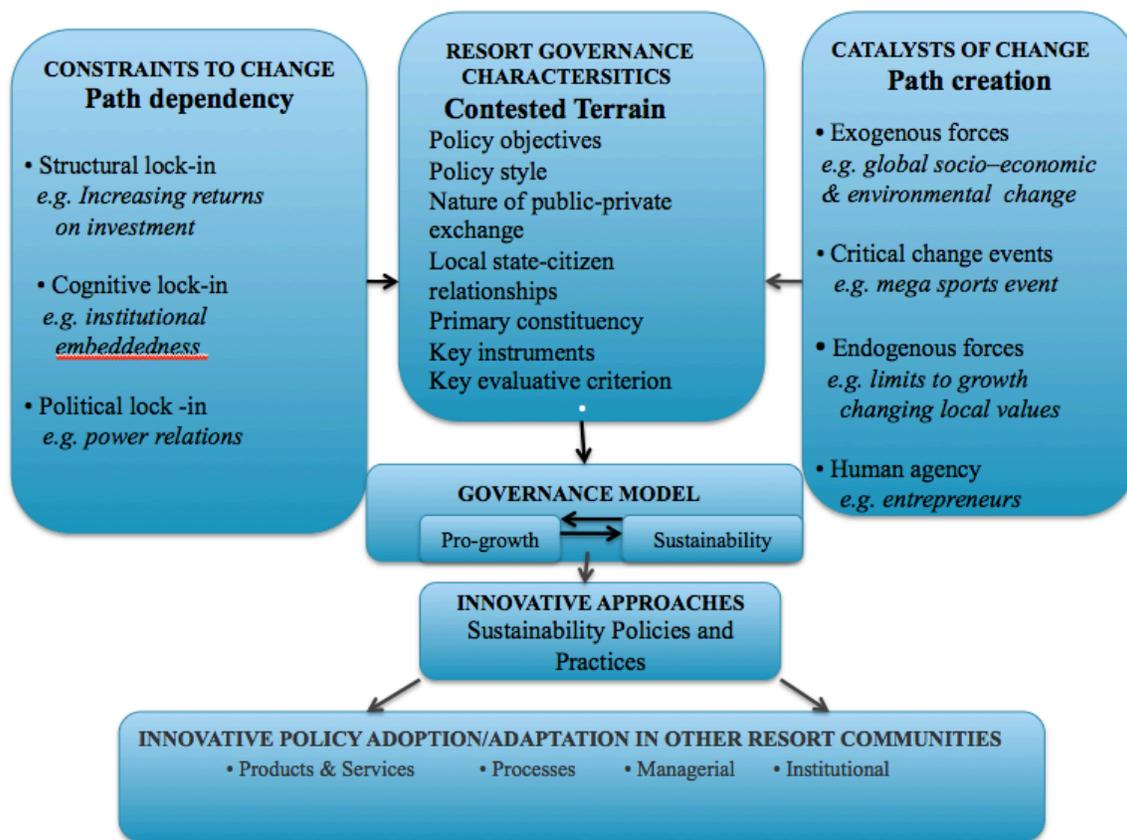 CONSTRAINTS TO CHANGE
Path dependency
• Structural lock-in
e.g. Increasing returns
on investment
• Cognitive lock-in
e.g. institutional
embeddedness
• Political lock -in
e.g. power relations
RESORT GOVERNANCE
CHARACTERSITICS
Contested Terrain
Policy objectives
Policy style
Nature of public-private
exchange
Local state-citizen
relationships
Primary constituency
Key instruments
Key evaluative criterion
CATALYSTS OF CHANGE
Path creation
• Exogenous forces
e.g. global socio–economic
& environmental change
• Critical change events
e.g. mega sports event
• Endogenous forces
e.g. limits to growth
changing local values
• Human agency
e.g. entrepreneurs
GOVERNANCE MODEL
Pro-growth
Sustainability
INNOVATIVE APPROACHES
Sustainability Policies and
Practices
INNOVATIVE POLICY ADOPTION/ADAPTATION IN OTHER RESORT COMMUNITIES
• Products & Services • Processes • Managerial • Institutional